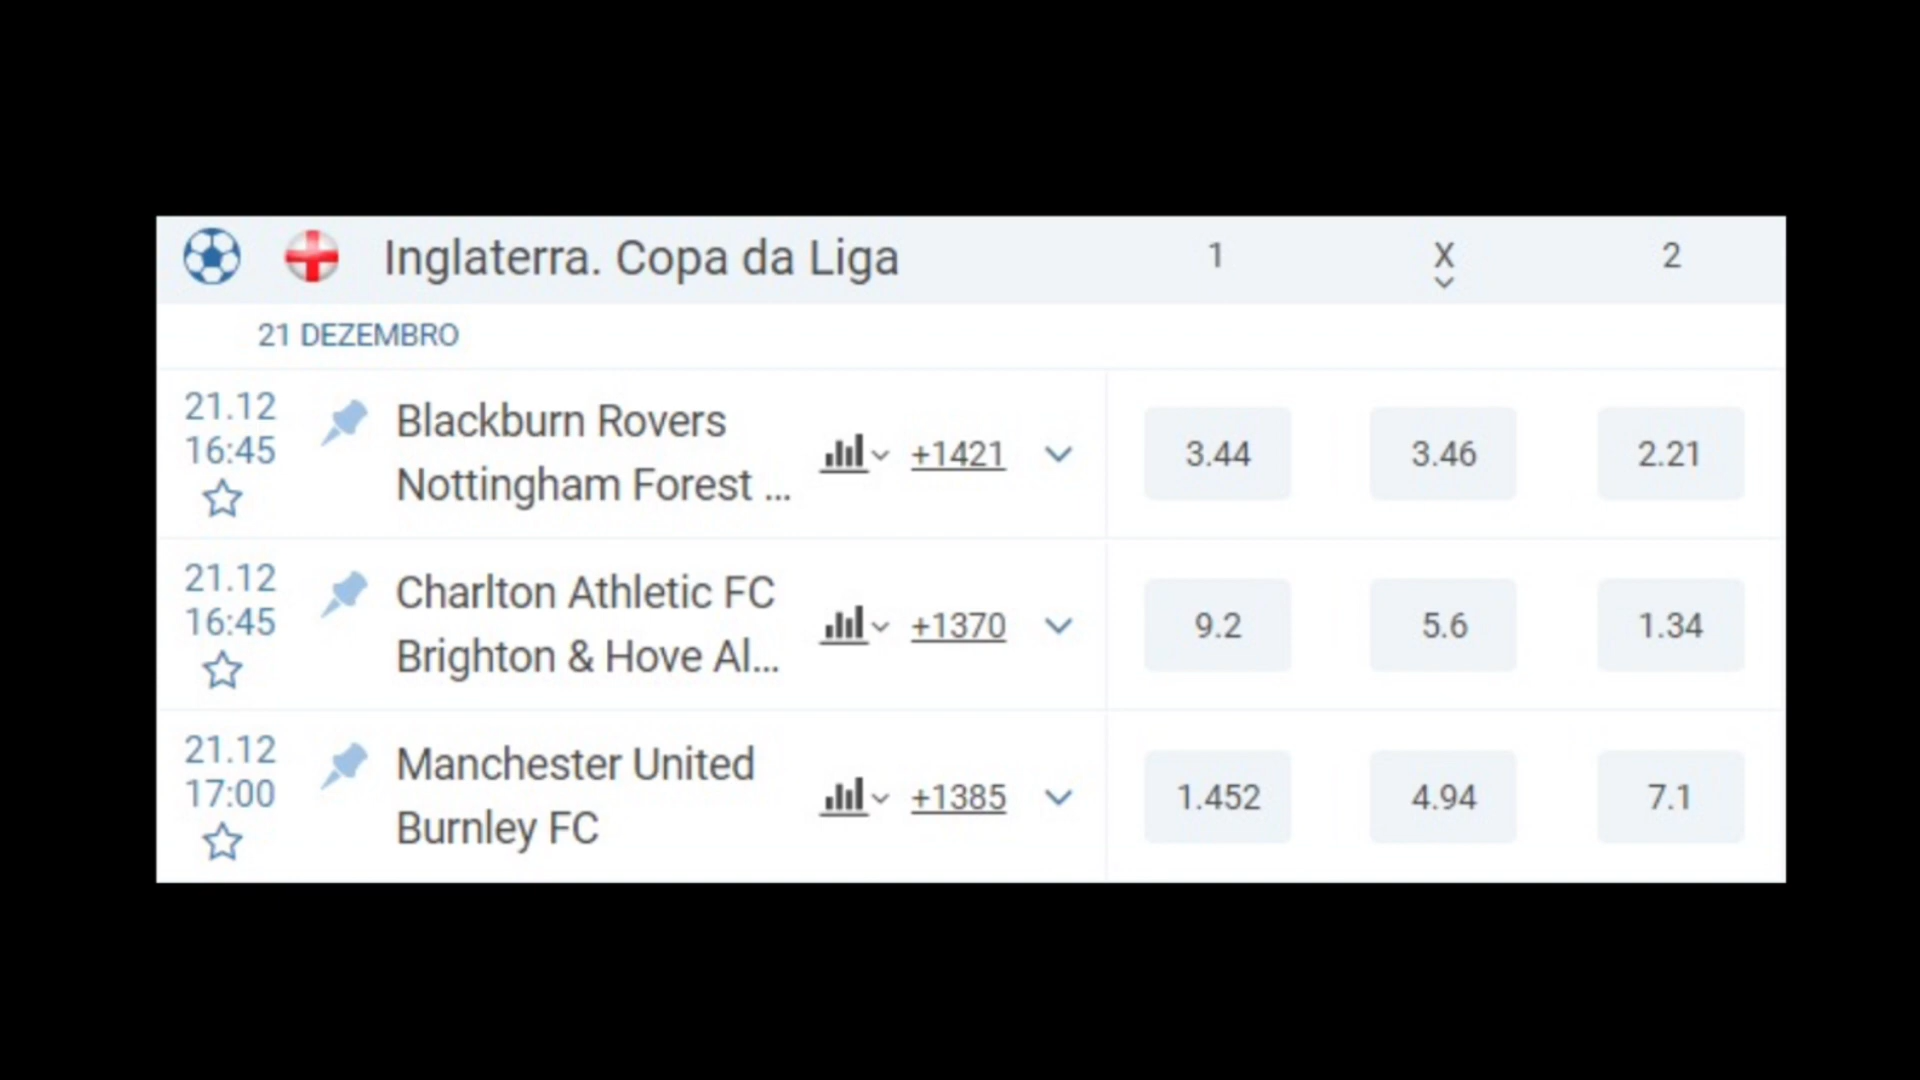 Inglaterra. Copa da Liga 1 X 2
21 DEZEMBRO
21.12
16:45
Blackburn Rovers
Nottingham Forest ...
+1421 3.44 3.46 2.21
21.12
16:45
Charlton Athletic FC
Brighton & Hove Al...
+1370 9.2 5.6 1.34
21.12
17:00
Manchester United
Burnley FC
+1385 1.452 4.94 7.1